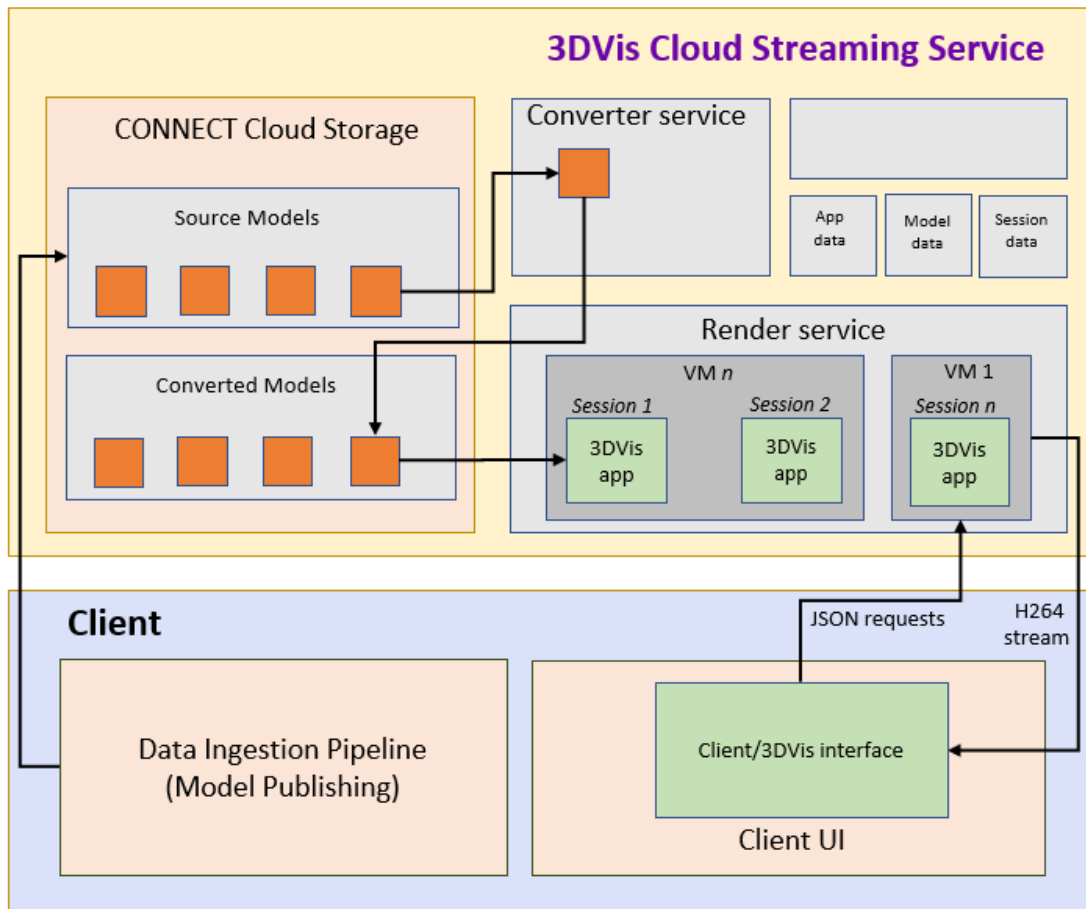 3DVis Cloud Streaming Service
CONNECT Cloud Storage
Source Models
Converted Models
Converter service
App
data
Model
data
Session
data
Render service
VM n
Session 1
3DVis
app
Session 2
3DVis
app
VM 1
Session n
3DVis
app
Client
JSON requests
H264
stream
Data Ingestion Pipeline
(Model Publishing)
Client/3DVis interface
Client UI